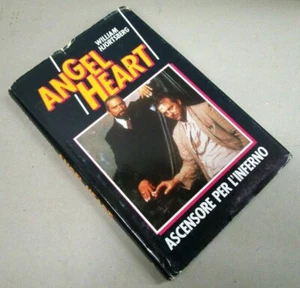 WILLIAM
HJORTSBERG
ANGEL
HEART
ASCENSORE PER L'INFERNO